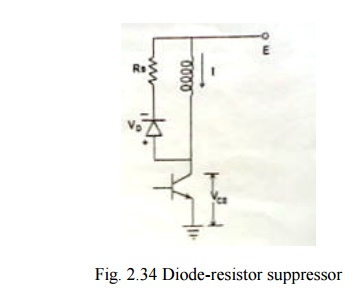 E
Rs
I
VD
−
+
VCE
Fig. 2.34 Diode-resistor suppressor